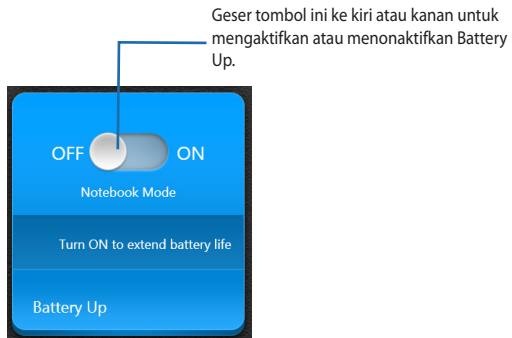 Geser tombol ini ke kiri atau kanan untuk
mengaktifkan atau menonaktifkan Battery
Up.
OFF ON
Notebook Mode
Turn ON to extend battery life
Battery Up